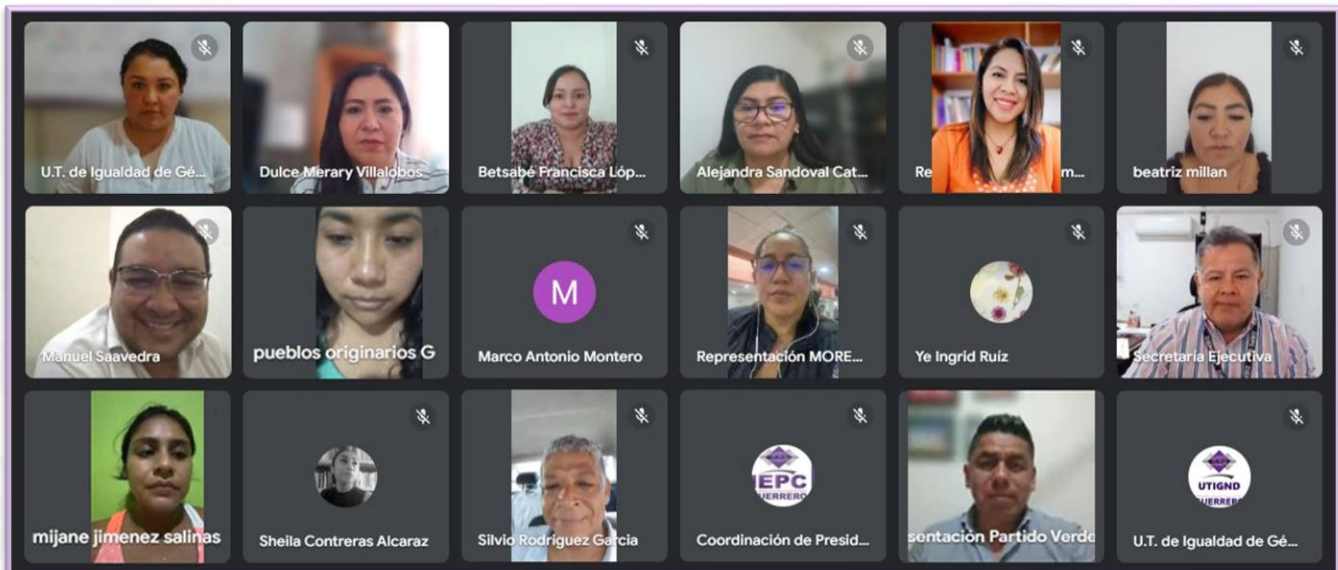 U.T. de Igualdad de Gé...
Dulce Merary Villalobos
Betsabé Francisca Lóp...
Alejandra Sandoval Cat...
Re m...
beatriz millan
Manuel Saavedra
pueblos originarios G
M
Marco Antonio Montero
Representación MORE...
Ye Ingrid Ruíz
Secretaria Ejecutiva
mijane jimenez salinas
Sheila Contreras Alcaraz
Silvio Rodriguez Garcia
IEPC
GUERRERO
Coordinación de Presid...
sentación Partido Verde
UTIGND
GUERRERO
U.T. de Igualdad de Gé...